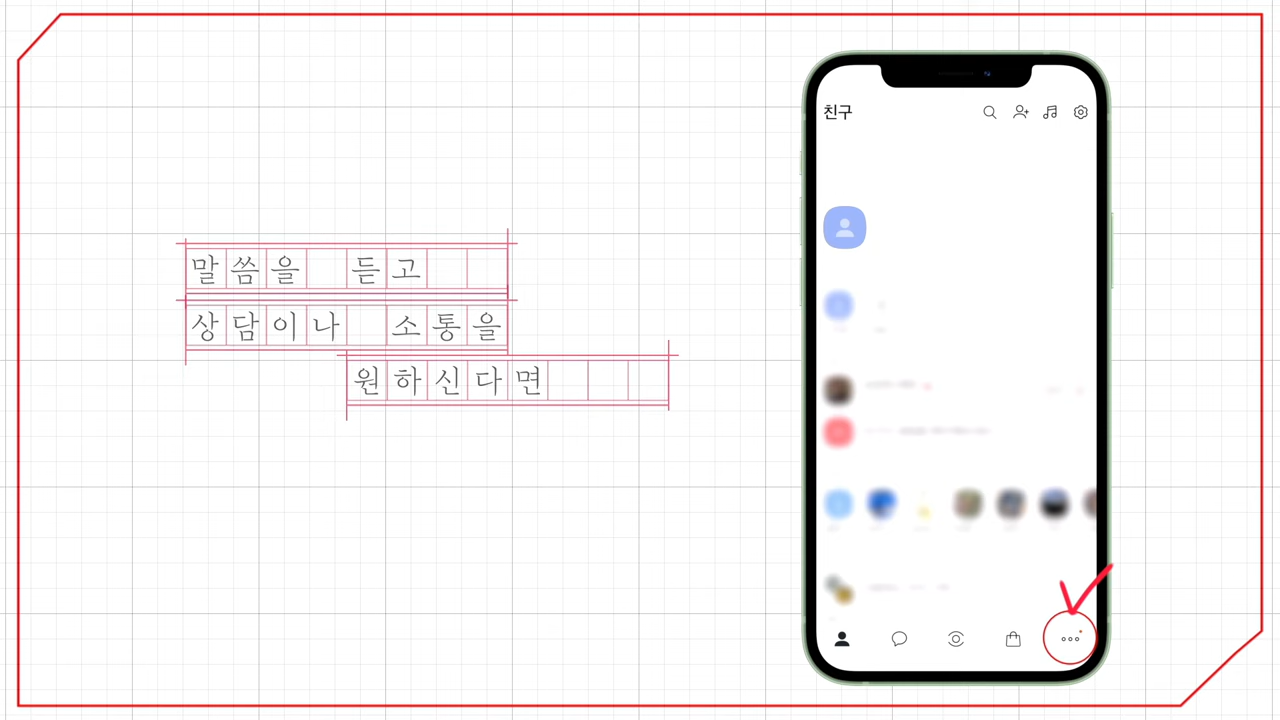 말씀을 듣고
상담이나 소통을
원하신다면
친구